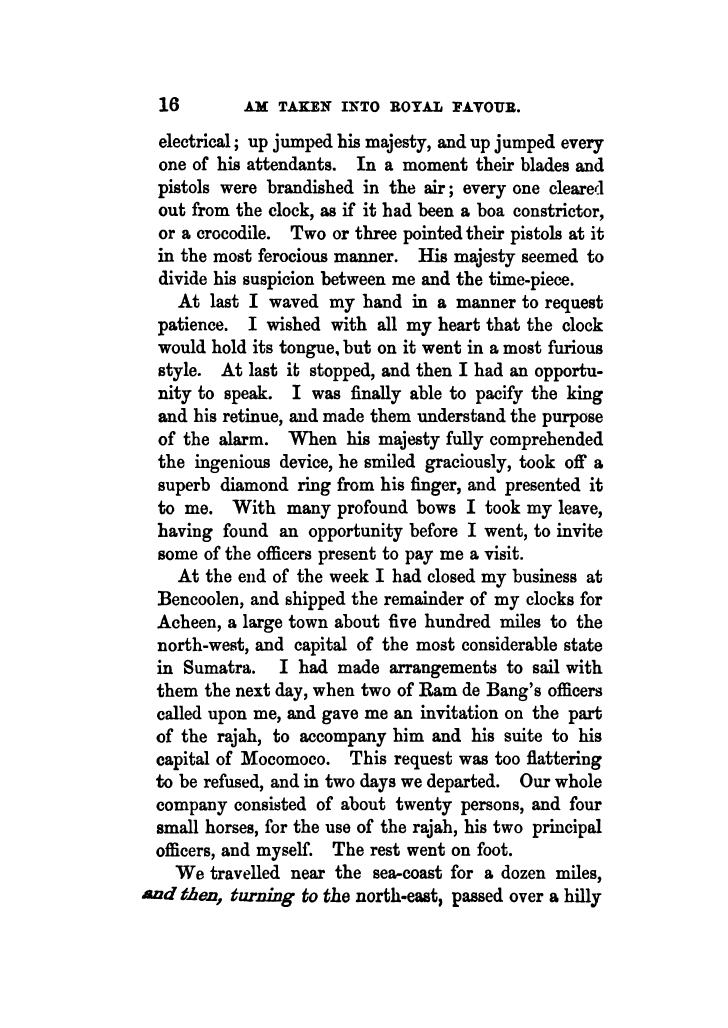 16 AM TAKEN INTO ROYAL FAVOUR.
electrical; up jumped his majesty, and up jumped every
one of his attendants. In a moment their blades and
pistols were brandished in the air; every one cleared
out from the clock, as if it had been a boa constrictor,
or a crocodile. Two or three pointed their pistols at it
in the most ferocious manner. His majesty seemed to
divide his suspicion between me and the time-piece.
At last I waved my hand in a manner to request
patience. I wished with all my heart that the clock
would hold its tongue, but on it went in a most furious
style. At last it stopped, and then I had an opportu-
nity to speak. I was finally able to pacify the king
and his retinue, and made them understand the purpose
of the alarm. When his majesty fully comprehended
the ingenious device, he smiled graciously, took off a
superb diamond ring from his finger, and presented it
to me. With many profound bows I took my leave,
having found an opportunity before I went, to invite
some of the officers present to pay me a visit.
At the end of the week I had closed my business at
Bencoolen, and shipped the remainder of my clocks for
Acheen, a large town about five hundred miles to the
north-west, and capital of the most considerable state
in Sumatra. I had made arrangements to sail with
them the next day, when two of Ram de Bang's officers
called upon me, and gave me an invitation on the part
of the rajah, to accompany him and his suite to his
capital of Mocomoco. This request was too flattering
to be refused, and in two days we departed. Our whole
company consisted of about twenty persons, and four
small horses, for the use of the rajah, his two principal
officers, and myself. The rest went on foot.
We travelled near the sea-coast for a dozen miles,
and then, turning to the north-east, passed over a hilly